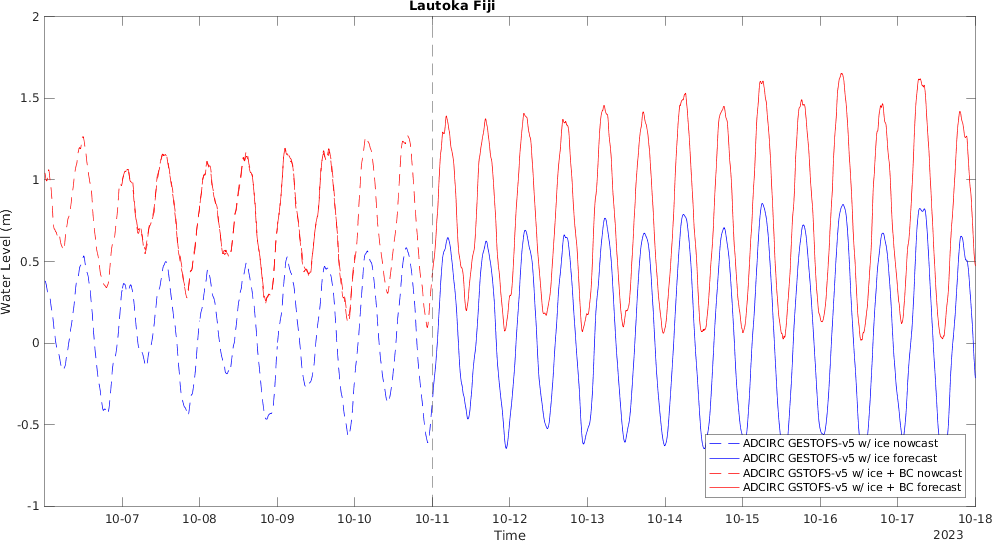 Lautoka Fiji
2
1.5
1
0.5
0
-0.5
-1
Water Level (m)
ADCIRC GESTOFS-v5 w/ ice nowcast
ADCIRC GESTOFS-v5 w/ ice forecast
ADCIRC GSTOFS-v5 w/ ice + BC nowcast
ADCIRC GSTOFS-v5 w/ ice + BC forecast
10-07 10-08 10-09 10-10 10-11 10-12 10-13 10-14 10-15 10-16 10-17 10-18
Time
2023